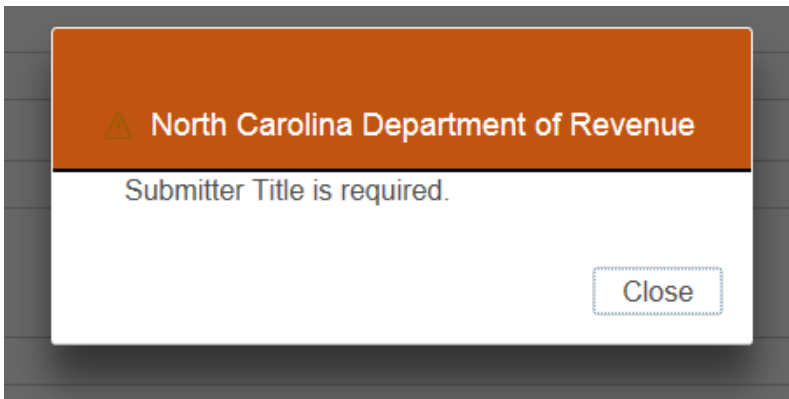 North Carolina Department of Revenue
Submitter Title is required.
Close